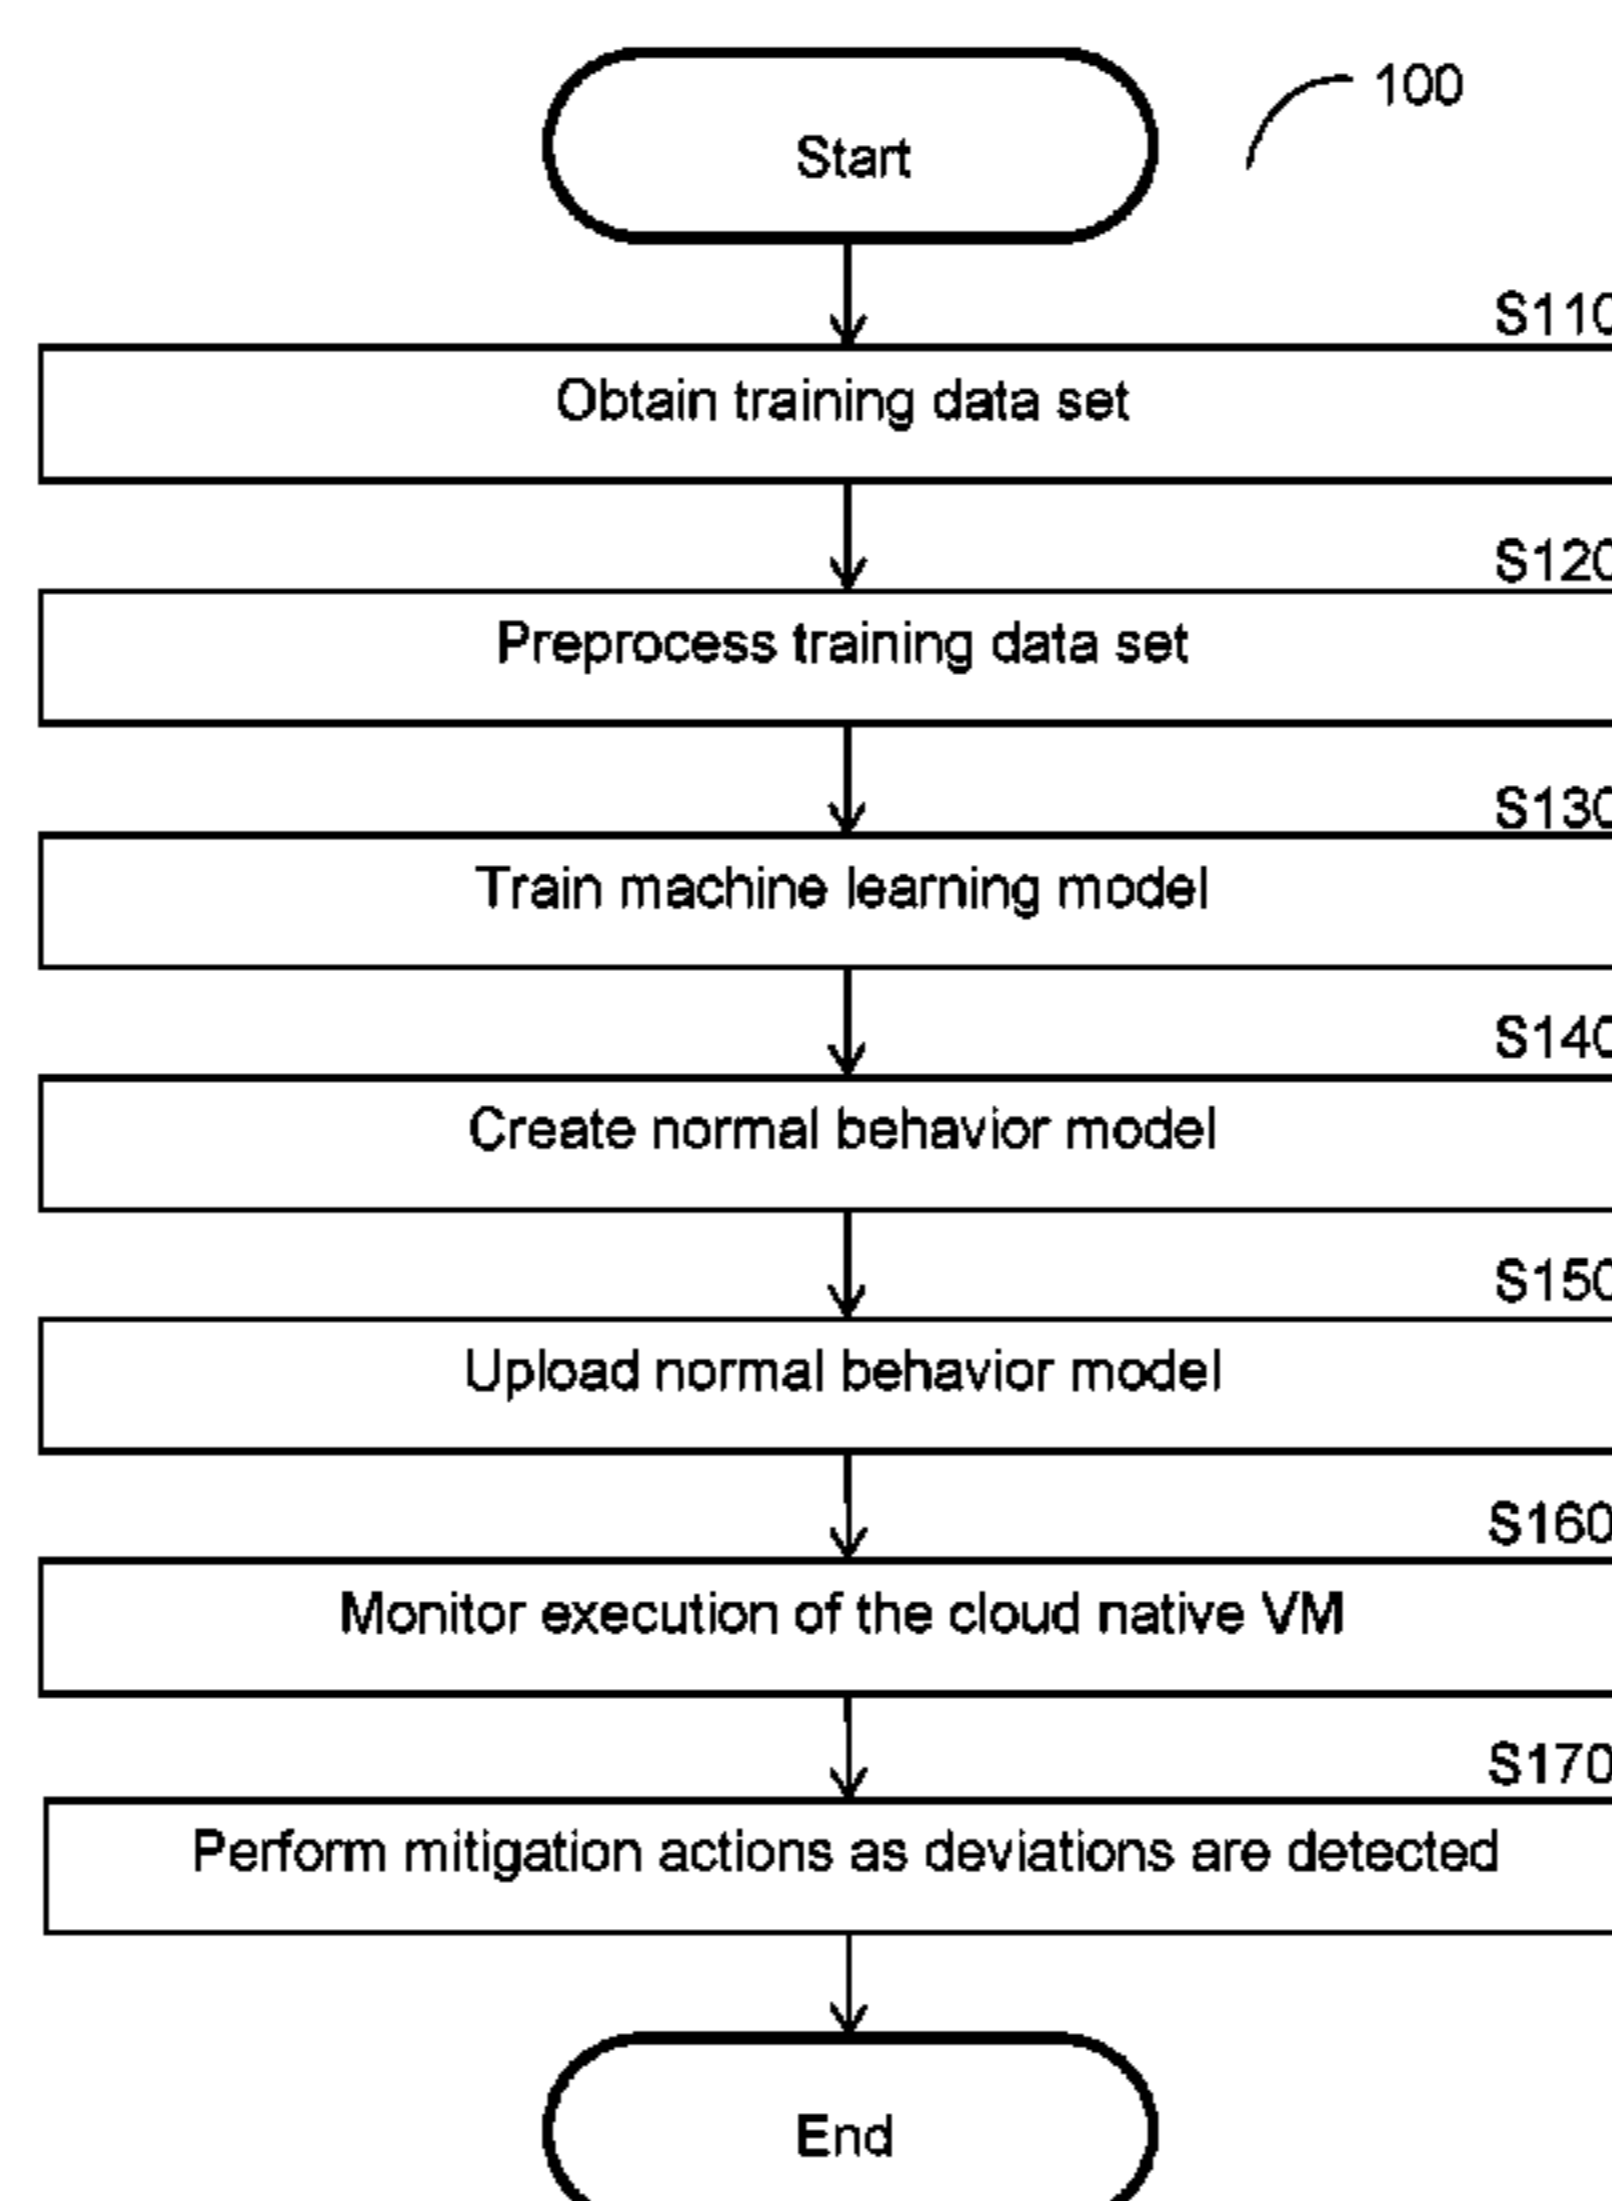 Start
100
S110
Obtain training data set
S120
Preprocess training data set
S130
Train machine learning model
S140
Create normal behavior model
S150
Upload normal behavior model
S160
Monitor execution of the cloud native VM
S170
Perform mitigation actions as deviations are detected
End